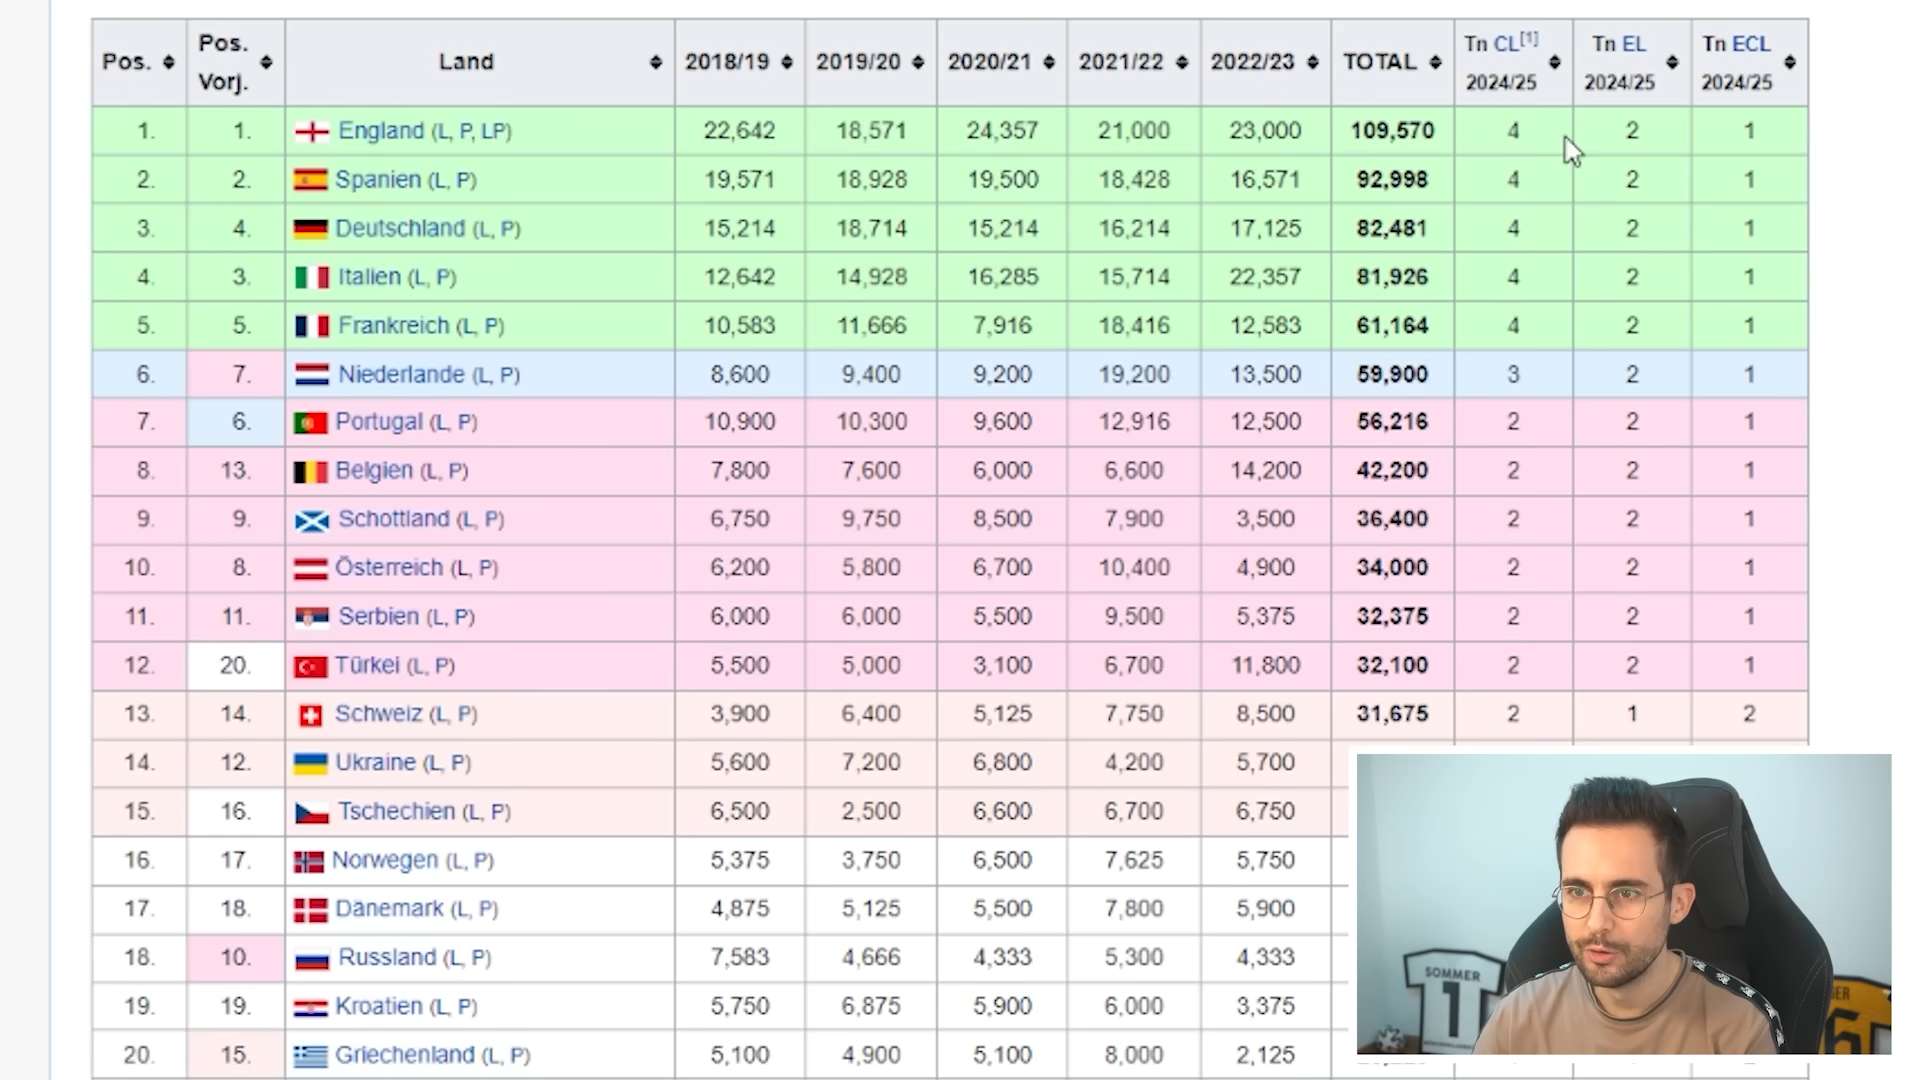 Pos. Pos. Vorj. Land 2018/19 2019/20 2020/21 2021/22 2022/23 TOTAL Tn CL[1] 2024/25 Tn EL 2024/25 Tn ECL 2024/25
1. 1. England (L, P, LP) 22,642 18,571 24,357 21,000 23,000 109,570 4 2 1
2. 2. Spanien (L, P) 19,571 18,928 19,500 18,428 16,571 92,998 4 2 1
3. 4. Deutschland (L, P) 15,214 18,714 15,214 16,214 17,125 82,481 4 2 1
4. 3. Italien (L, P) 12,642 14,928 16,285 15,714 22,357 81,926 4 2 1
5. 5. Frankreich (L, P) 10,583 11,666 7,916 18,416 12,583 61,164 4 2 1
6. 7. Niederlande (L, P) 8,600 9,400 9,200 19,200 13,500 59,900 3 2 1
7. 6. Portugal (L, P) 10,900 10,300 9,600 12,916 12,500 56,216 2 2 1
8. 13. Belgien (L, P) 7,800 7,600 6,000 6,600 14,200 42,200 2 2 1
9. 9. Schottland (L, P) 6,750 9,750 8,500 7,900 3,500 36,400 2 2 1
10. 8. Österreich (L, P) 6,200 5,800 6,700 10,400 4,900 34,000 2 2 1
11. 11. Serbien (L, P) 6,000 6,000 5,500 9,500 5,375 32,375 2 2 1
12. 20. Türkei (L, P) 5,500 5,000 3,100 6,700 11,800 32,100 2 2 1
13. 14. Schweiz (L, P) 3,900 6,400 5,125 7,750 8,500 31,675 2 1 2
14. 12. Ukraine (L, P) 5,600 7,200 6,800 4,200 5,700
15. 16. Tschechien (L, P) 6,500 2,500 6,600 6,700 6,750
16. 17. Norwegen (L, P) 5,375 3,750 6,500 7,625 5,750
17. 18. Dänemark (L, P) 4,875 5,125 5,500 7,800 5,900
18. 10. Russland (L, P) 7,583 4,666 4,333 5,300 4,333
19. 19. Kroatien (L, P) 5,750 6,875 5,900 6,000 3,375
20. 15. Griechenland (L, P) 5,100 4,900 5,100 8,000 2,125
SOMMER
1